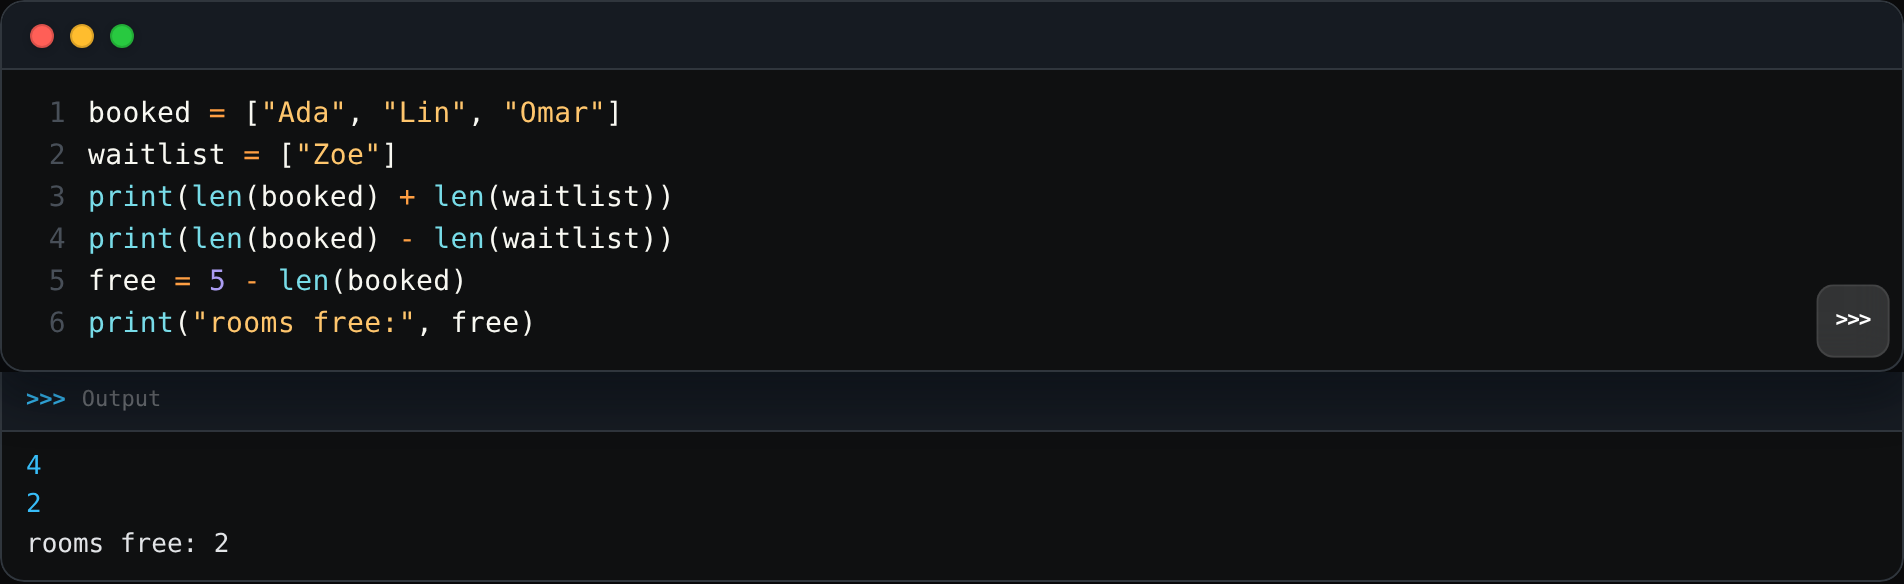 1 booked = ["Ada", "Lin", "Omar"]
2 waitlist = ["Zoe"]
3 print(len(booked) + len(waitlist))
4 print(len(booked) - len(waitlist))
5 free = 5 - len(booked)
6 print("rooms free:", free)
>>>
>>> Output
4
2
rooms free: 2